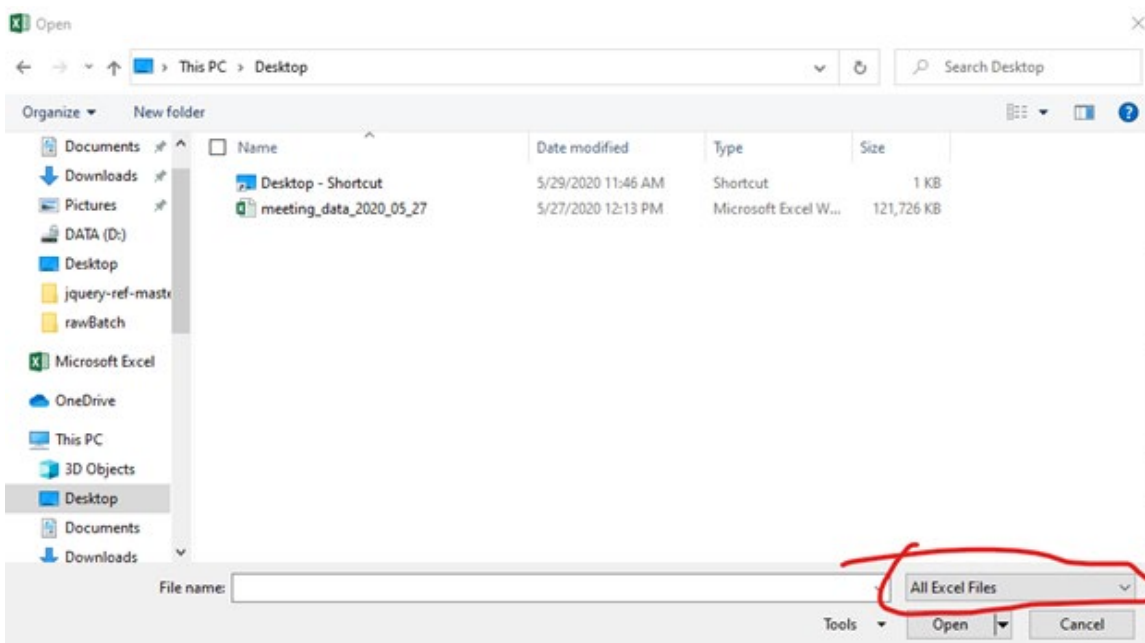 Open
This PC > Desktop
Search Desktop
Organize
New folder
Name Date modified Type Size
Desktop - Shortcut 5/29/2020 11:46 AM Shortcut 1 KB
meeting_data_2020_05_27 5/27/2020 12:13 PM Microsoft Excel W... 121,726 KB
Documents
Downloads
Pictures
DATA (D:)
Desktop
jquery-ref-maste
rawBatch
Microsoft Excel
OneDrive
This PC
3D Objects
Desktop
Documents
Downloads
File name:
All Excel Files
Tools
Open
Cancel